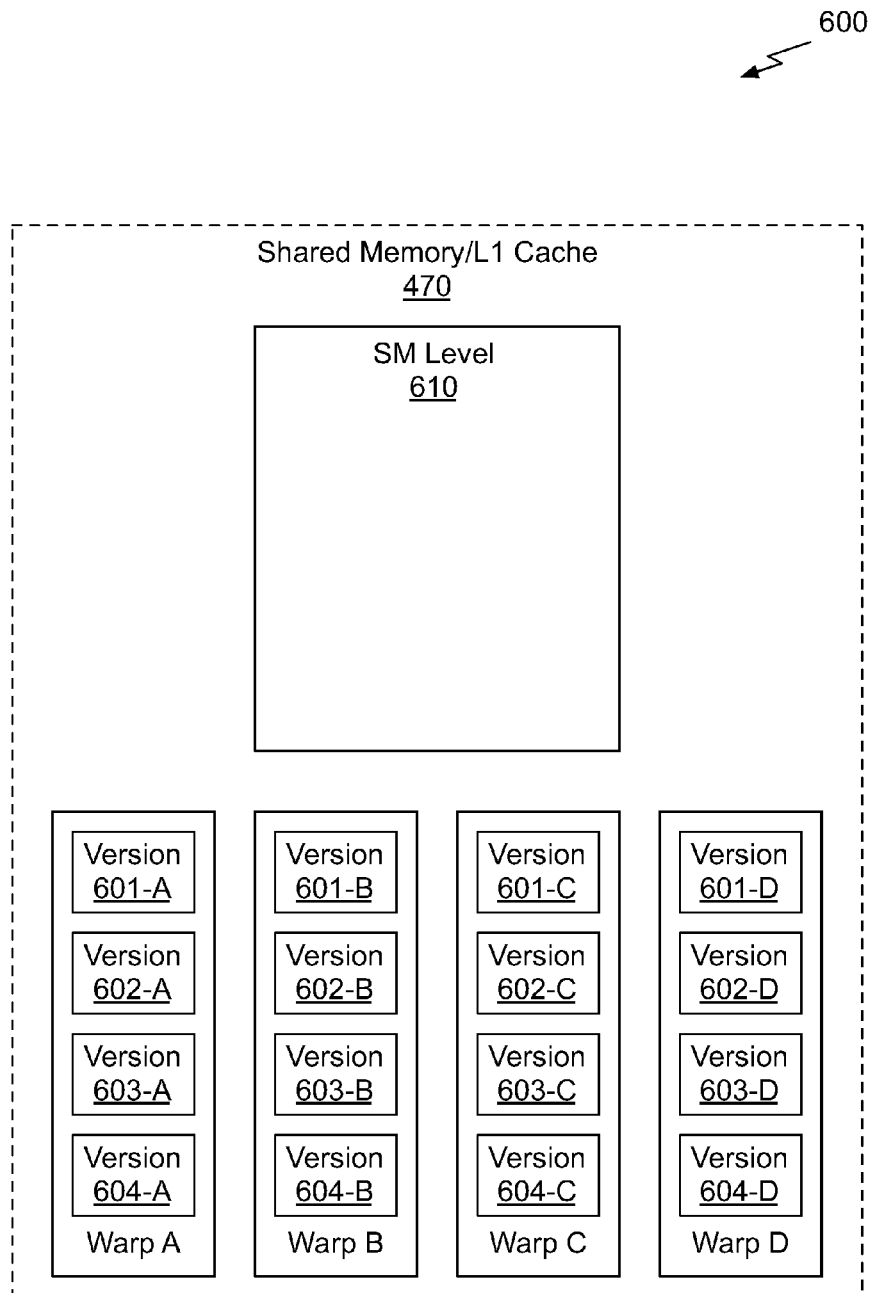 600
Shared Memory/L1 Cache
470
SM Level
610
Version Version Version Version
601-A 601-B 601-C 601-D
Version Version Version Version
602-A 602-B 602-C 602-D
Version Version Version Version
603-A 603-B 603-C 603-D
Version Version Version Version
604-A 604-B 604-C 604-D
Warp A Warp B Warp C Warp D